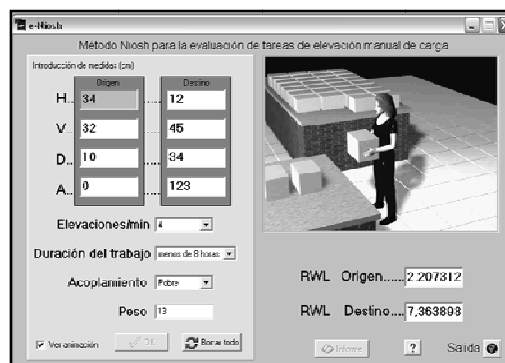 e-Niosh
Método Niosh para la evaluación de tareas de elevación manual de carga
Introducción de medidas (cm)
Origen Destino
H.. 34 ..... 12
V.. 32 ..... 45
D.. 10 ..... 34
A.. 0 ..... 123
Elevaciones/min 4
Duración del trabajo menos de 8 horas
Acoplamiento Pobre
Peso 13
Ver animación OK Borrar todo
RWL Origen..... 2.207312
RWL Destino..... 7,363893
Informe ? Saída